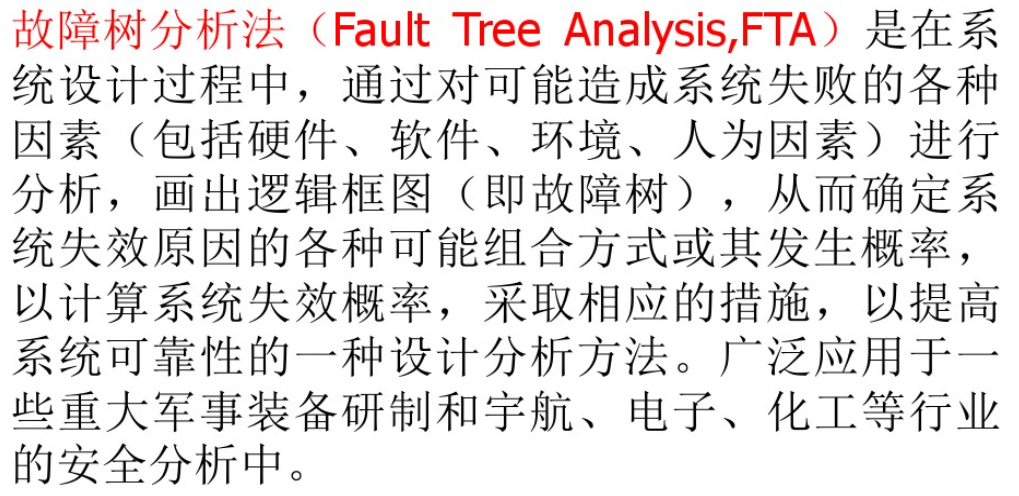 故障树分析法（Fault Tree Analysis,FTA）是在系
统设计过程中，通过对可能造成系统失败的各种
因素（包括硬件、软件、环境、人为因素）进行
分析，画出逻辑框图（即故障树），从而确定系
统失效原因的各种可能组合方式或其发生概率，
以计算系统失效概率，采取相应的措施，以提高
系统可靠性的一种设计分析方法。广泛应用于一
些重大军事装备研制和宇航、电子、化工等行业
的安全分析中。